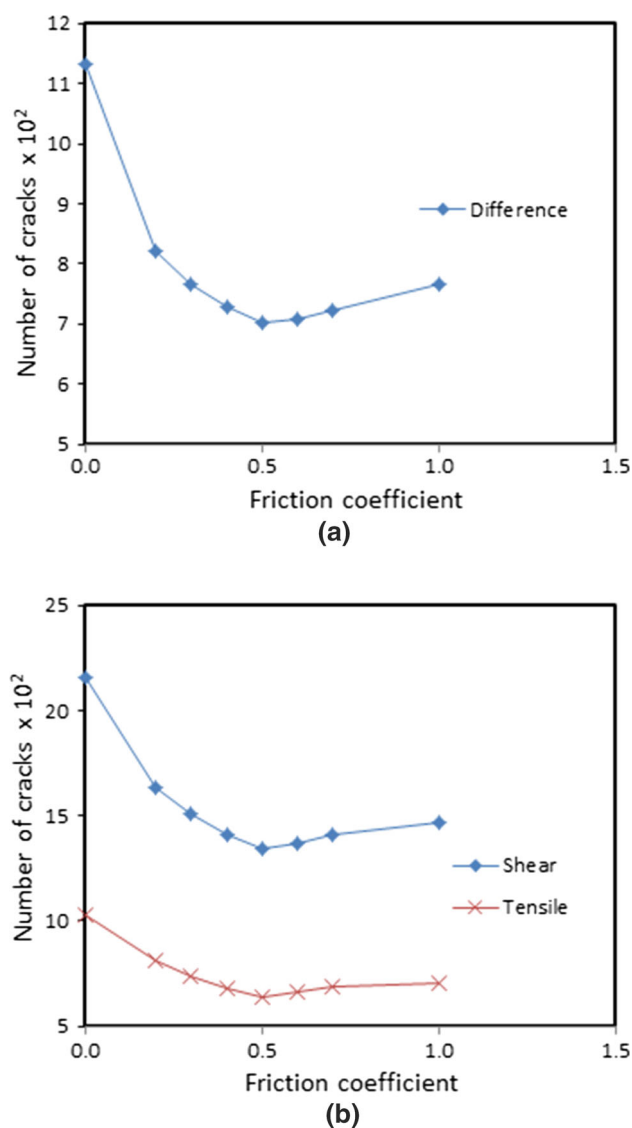 12
11
10
9
8
7
6
5
Number of cracks x 10²
Difference
0.0 0.5 1.0 1.5
Friction coefficient
(a)
25
20
15
10
5
Number of cracks x 10²
Shear
Tensile
0.0 0.5 1.0 1.5
Friction coefficient
(b)